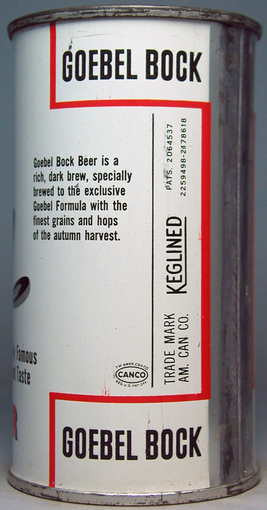 GOEBEL BOCK
Goebel Bock Beer is a
rich, dark brew, specially
brewed to the exclusive
Goebel Formula with the
finest grains and hops
of the autumn harvest.
Famous
Taste
R
TRADE MARK KEGLINED PATS. 2064537
AM. CAN CO. 2259498-2178618
CANCO
GOEBEL BOCK